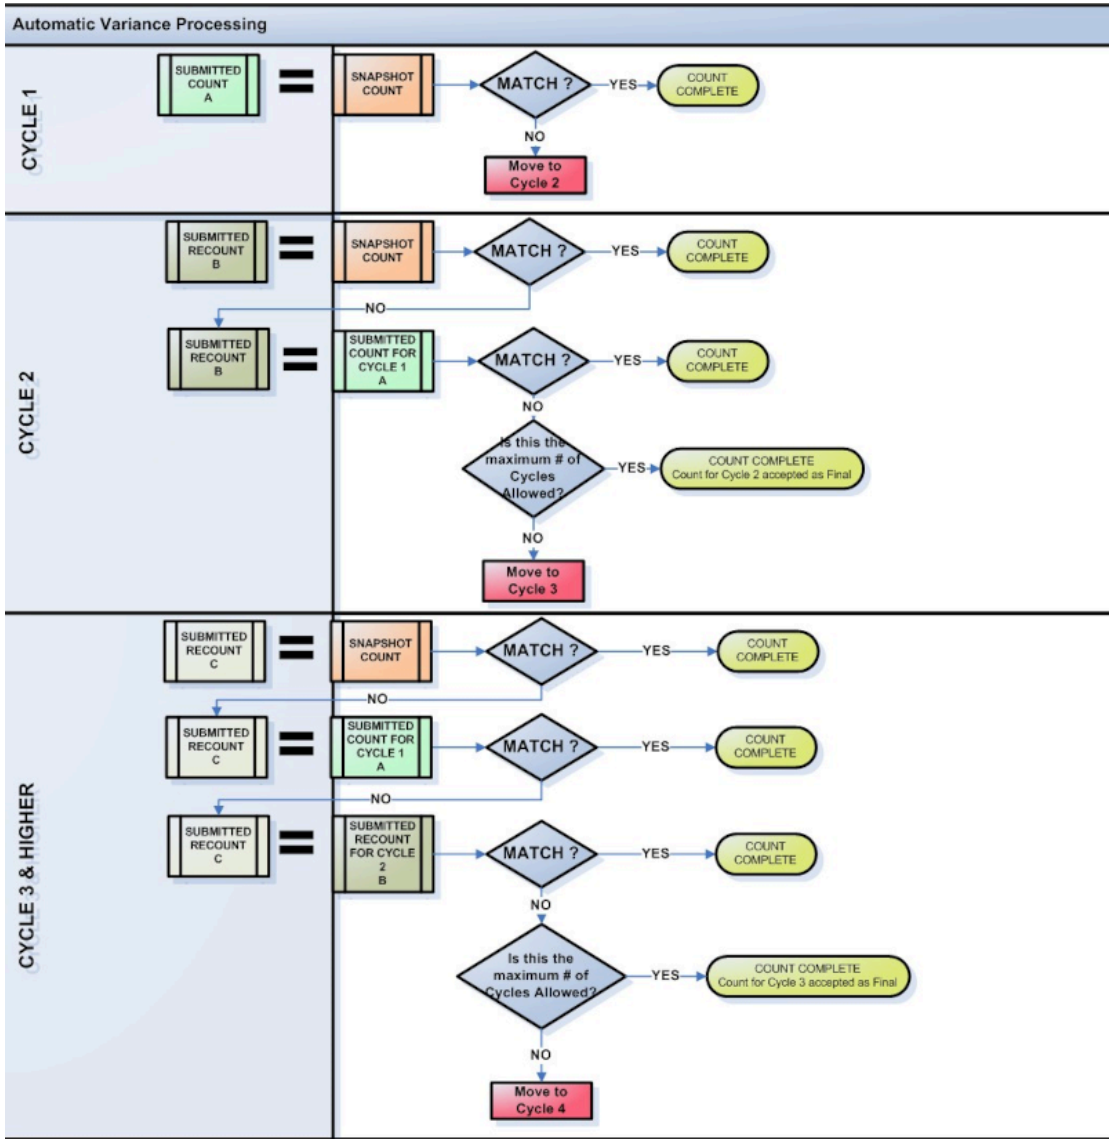 Automatic Variance Processing
CYCLE 1
SUBMITTED
COUNT
A
SNAPSHOT
COUNT
MATCH ?
YES
COUNT
COMPLETE
NO
Move to
Cycle 2
CYCLE 2
SUBMITTED
RECOUNT
B
SNAPSHOT
COUNT
MATCH ?
YES
COUNT
COMPLETE
NO
SUBMITTED
RECOUNT
B
SUBMITTED
COUNT FOR
CYCLE 1
A
MATCH ?
YES
COUNT
COMPLETE
NO
Is this the
maximum # of
Cycles
Allowed?
YES
COUNT COMPLETE
Count for Cycle 2 accepted as Final
NO
Move to
Cycle 3
CYCLE 3 & HIGHER
SUBMITTED
RECOUNT
C
SNAPSHOT
COUNT
MATCH ?
YES
COUNT
COMPLETE
NO
SUBMITTED
RECOUNT
C
SUBMITTED
COUNT FOR
CYCLE 1
A
MATCH ?
YES
COUNT
COMPLETE
NO
SUBMITTED
RECOUNT
C
SUBMITTED
RECOUNT
FOR CYCLE
2
B
MATCH ?
YES
COUNT
COMPLETE
NO
Is this the
maximum # of
Cycles Allowed?
YES
COUNT COMPLETE
Count for Cycle 3 accepted as Final
NO
Move to
Cycle 4